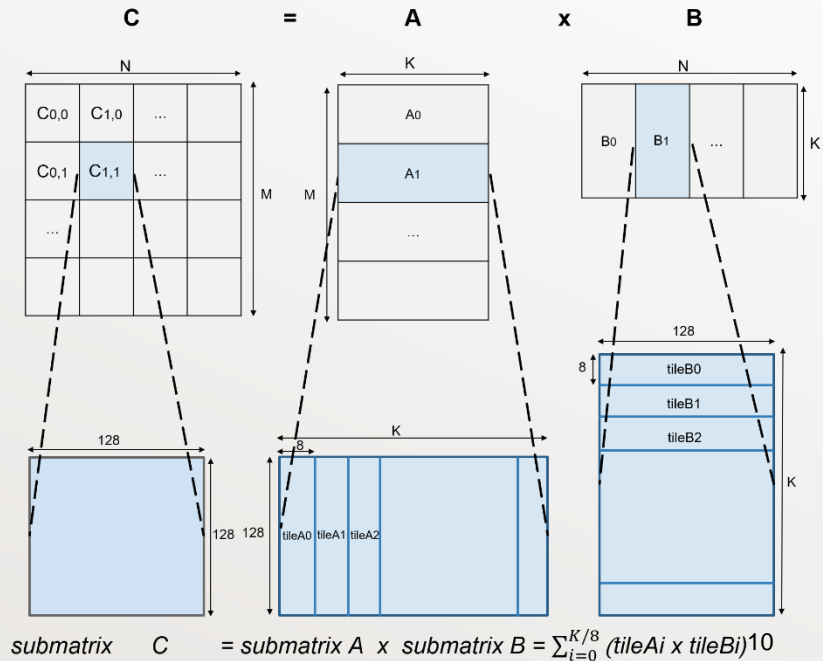 C = A x B
N
K
N
C0,0 C1,0 ...
A0
C0,1 C1,1 ...
M
M
A1
B0 B1 ...
K
...
...
128
8
tileB0
tileB1
tileB2
K
128
128
K
8
128
tileA0 tileA1 tileA2
submatrix C = submatrix A x submatrix B = ∑_{i=0}^{K/8} (tileAi x tileBi)10